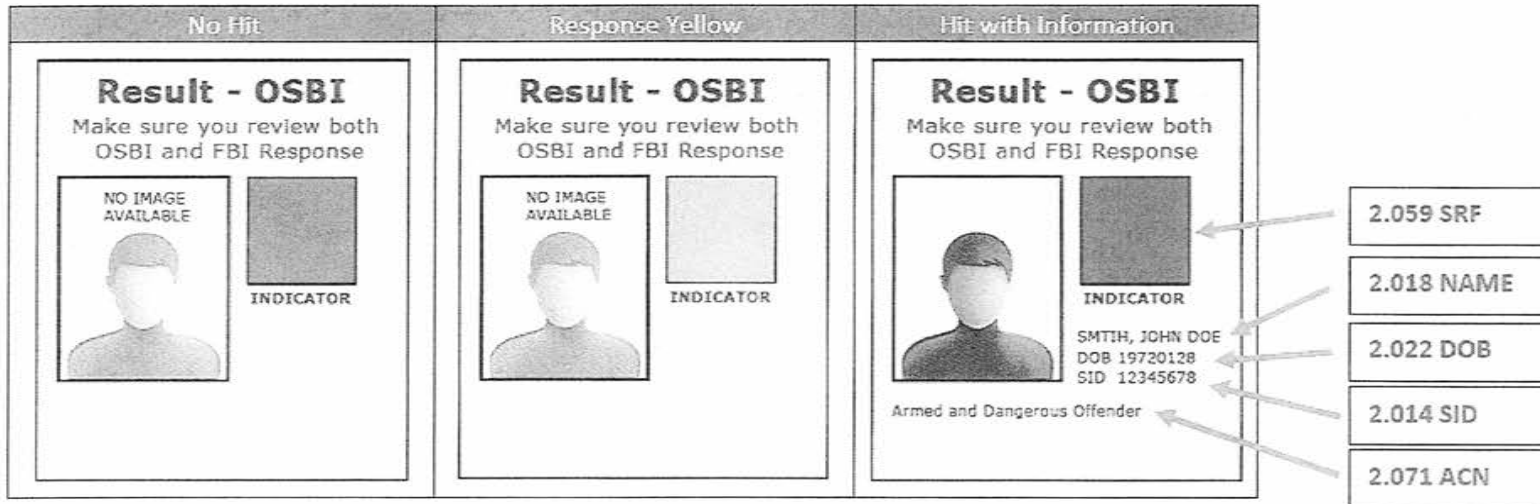 No Hit
Response Yellow
Hit with Information
Result - OSBI
Make sure you review both
OSBI and FBI Response
NO IMAGE
AVAILABLE
INDICATOR
Result - OSBI
Make sure you review both
OSBI and FBI Response
NO IMAGE
AVAILABLE
INDICATOR
Result - OSBI
Make sure you review both
OSBI and FBI Response
INDICATOR
SMTIH, JOHN DOE
DOB 19720128
SID 12345678
Armed and Dangerous Offender
2.059 SRF
2.018 NAME
2.022 DOB
2.014 SID
2.071 ACN